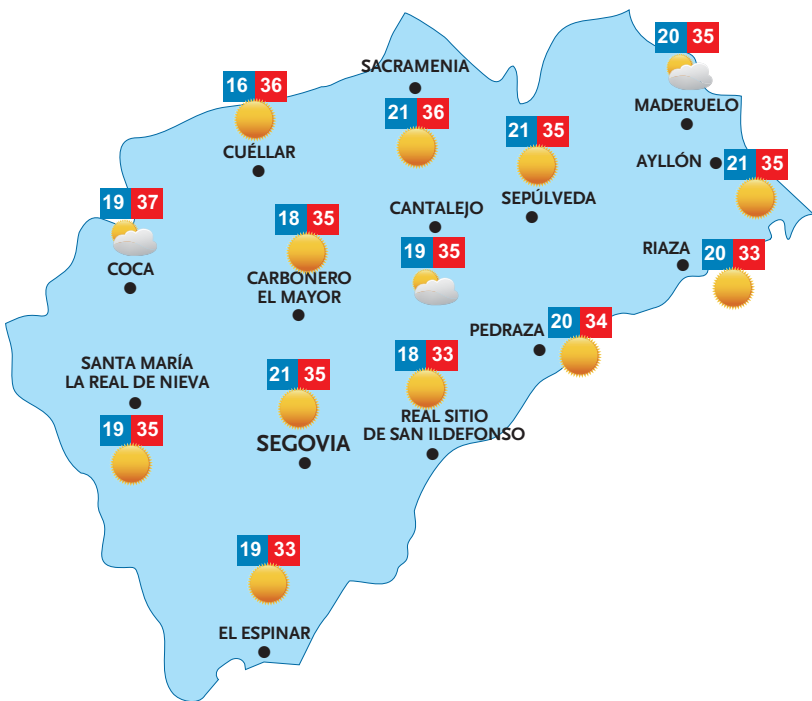 20 35
MADERUELO
SACRAMENIA
21 36
16 36
CUÉLLAR
21 35
SEPÚLVEDA
AYLLÓN
21 35
19 37
COCA
18 35
CARBONERO
EL MAYOR
CANTALEJO
19 35
RIAZA
20 33
PEDRAZA
20 34
SANTA MARÍA
LA REAL DE NIEVA
19 35
21 35
SEGOVIA
18 33
REAL SITIO
DE SAN ILDEFONSO
19 33
EL ESPINAR